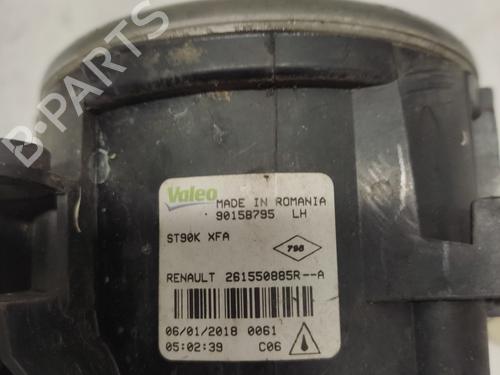 B-PARTS
Valeo
MADE IN ROMANIA
90158795 LH
ST90K XFA
796
RENAULT 261550885R--A
06/01/2018 0061
05:02:39 C06